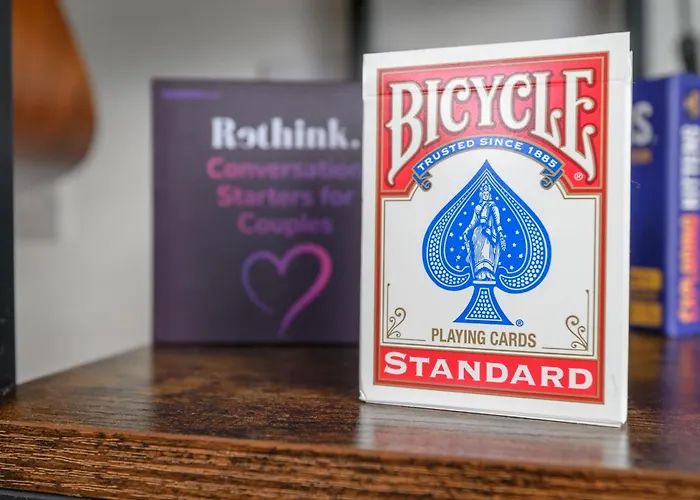 Rethink.
Conversation
Starters for
Couples
BICYCLE
®
TRUSTED SINCE 1885
®
PLAYING CARDS
STANDARD